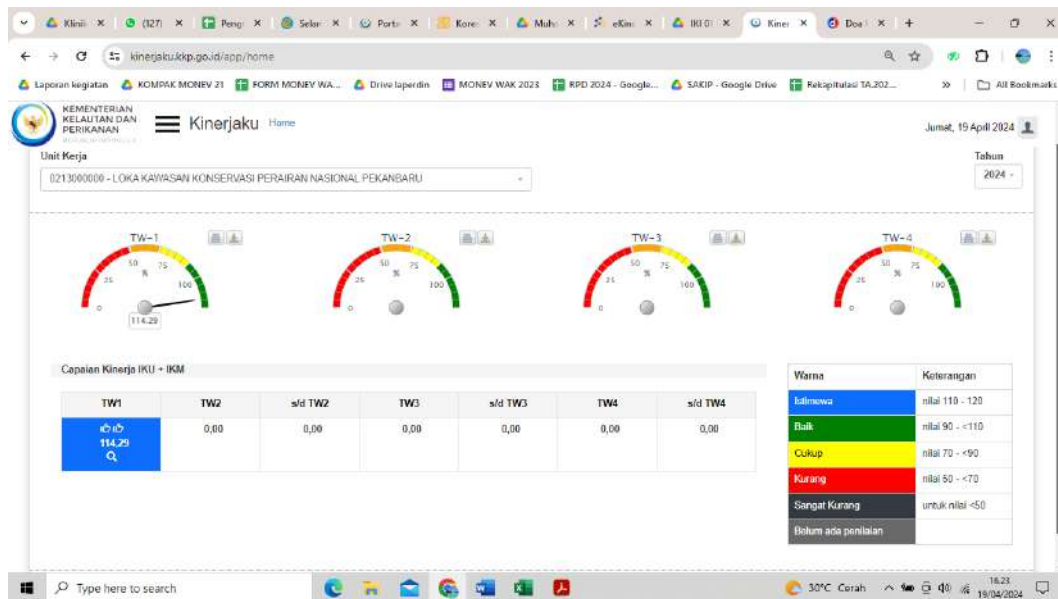 Klinik
(127)
Peng
Selar
Porta
Kore
Muh
eKine
IKI 01
Kiner
Doa
kinerjaku.kkp.go.id/app/home
Laporan kegiatan
KOMPAK MONEV 21
FORM MONEV WA...
Drive laperdin
MONEV WAK 2023
RPD 2024 - Google...
SAKIP - Google Drive
Rekapitulasi TA.202...
All Bookmarks
KEMENTERIAN
KELAUTAN DAN
PERIKANAN
Kinerjaku Home
Jumat, 19 April 2024
Unit Kerja
Tahun
0213000000 - LOKA KAWASAN KONSERVASI PERAIRAN NASIONAL PEKANBARU
2024
TW-1
0 25 50 75 100
%
114.29
TW-2
0 25 50 75 100
%
TW-3
0 25 50 75 100
%
TW-4
0 25 50 75 100
%
Capaian Kinerja IKU + IKM
TW1 TW2 s/d TW2 TW3 s/d TW3 TW4 s/d TW4
114,29 0,00 0,00 0,00 0,00 0,00 0,00
Warna Keterangan
Istimewa nilai 110 - 120
Baik nilai 90 - <110
Cukup nilai 70 - <90
Kurang nilai 50 - <70
Sangat Kurang untuk nilai <50
Belum ada penilaian
Type here to search
30°C Cerah
16.23
19/04/2024